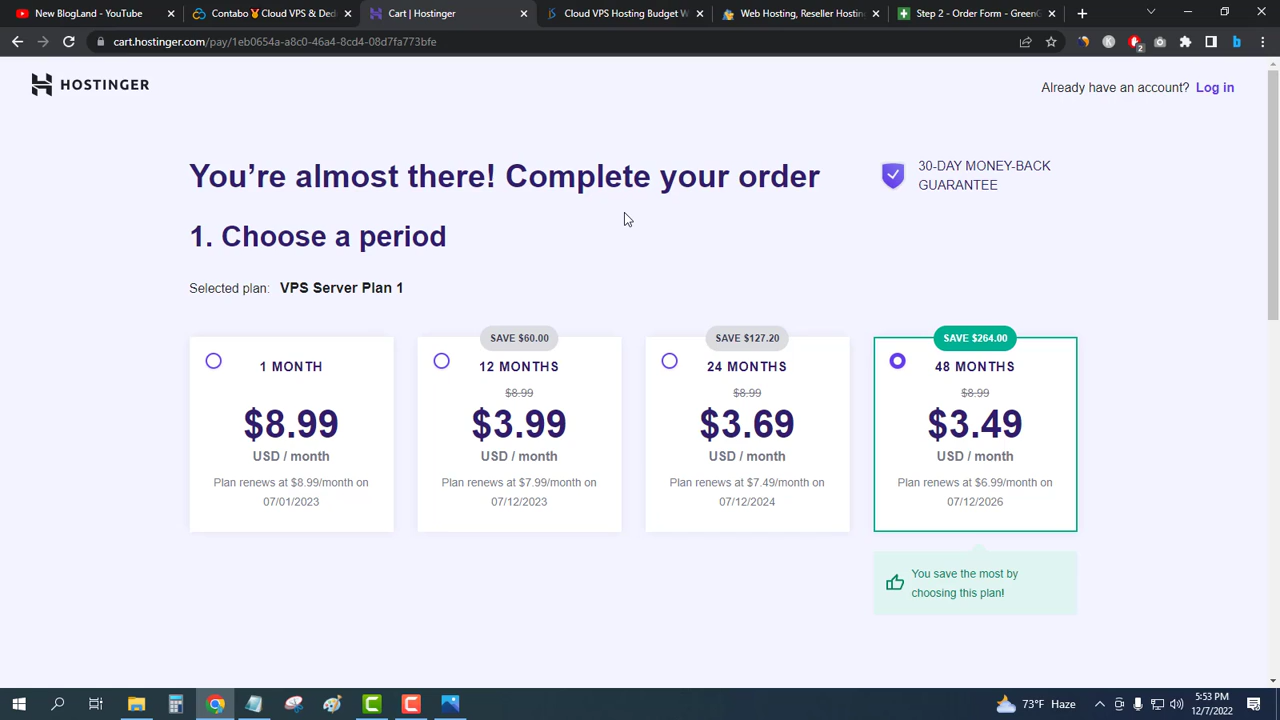 New BlogLand - YouTube
Contabo🏅Cloud VPS & Ded
Cart | Hostinger
Cloud VPS Hosting Budget W
Web Hosting, Reseller Hostin
Step 2 - Order Form - GreenG
cart.hostinger.com/pay/1eb0654a-a8c0-46a4-8cd4-08d7fa773bfe
2
HOSTINGER
Already have an account? Log in
You're almost there! Complete your order
30-DAY MONEY-BACK
GUARANTEE
1. Choose a period
Selected plan: VPS Server Plan 1
1 MONTH
$8.99
USD / month
Plan renews at $8.99/month on
07/01/2023
SAVE $60.00
12 MONTHS
$8.99
$3.99
USD / month
Plan renews at $7.99/month on
07/12/2023
SAVE $127.20
24 MONTHS
$8.99
$3.69
USD / month
Plan renews at $7.49/month on
07/12/2024
SAVE $264.00
48 MONTHS
$8.99
$3.49
USD / month
Plan renews at $6.99/month on
07/12/2026
You save the most by
choosing this plan!
73°F Haze
5:53 PM
12/7/2022